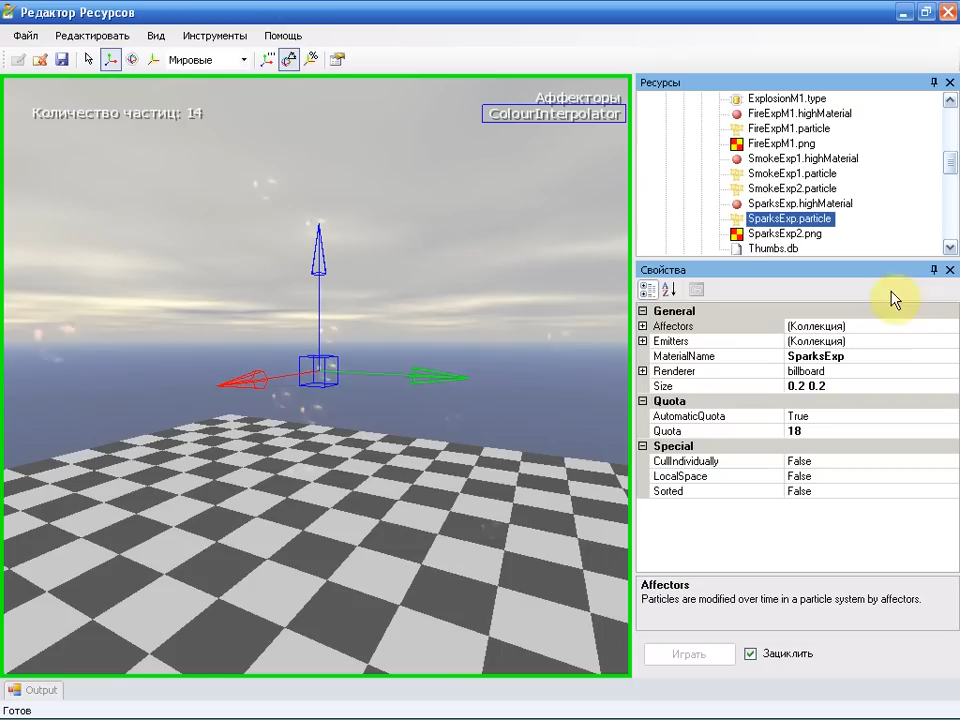 Редактор Ресурсов
Файл Редактировать Вид Инструменты Помощь
Мировые
Количество частиц: 14
Аффекторы
ColourInterpolator
Ресурсы
ExplosionM1.type
FireExpM1.highMaterial
FireExpM1.particle
FireExpM1.png
SmokeExp1.highMaterial
SmokeExp1.particle
SmokeExp2.particle
SparksExp.highMaterial
SparksExp.particle
SparksExp2.png
Thumbs.db
Свойства
General
Affectors (Коллекция)
Emitters (Коллекция)
MaterialName SparksExp
Renderer billboard
Size 0.2 0.2
Quota
AutomaticQuota True
Quota 18
Special
CullIndividually False
LocalSpace False
Sorted False
Affectors
Particles are modified over time in a particle system by affectors.
Играть Зациклить
Output
Готов